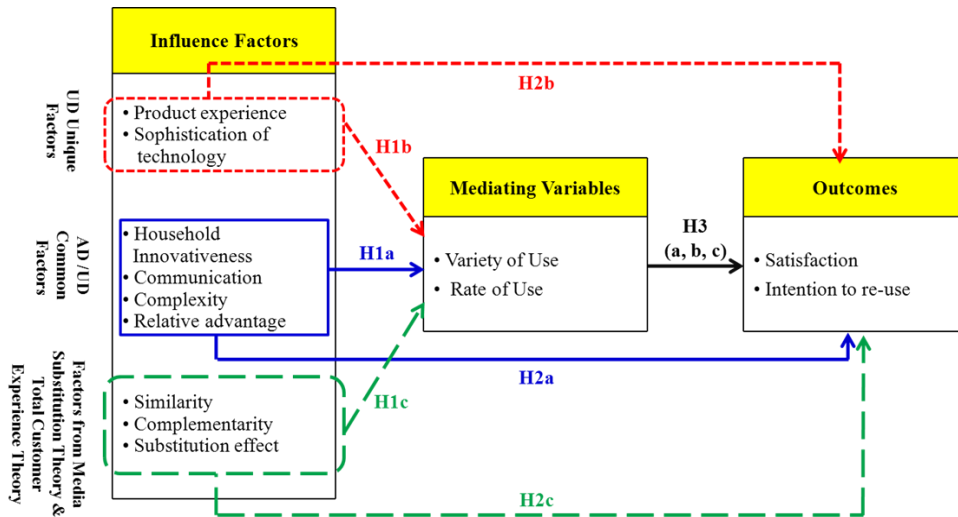 Influence Factors
H2b
UD Unique
Factors
• Product experience
• Sophistication of
technology
H1b
Mediating Variables
Outcomes
AD /UD
Common
Factors
• Household
Innovativeness
• Communication
• Complexity
• Relative advantage
H1a
• Variety of Use
• Rate of Use
H3
(a, b, c)
• Satisfaction
• Intention to re-use
H2a
Factors from Media
Substitution Theory &
Total Customer
Experience Theory
• Similarity
• Complementarity
• Substitution effect
H1c
H2c